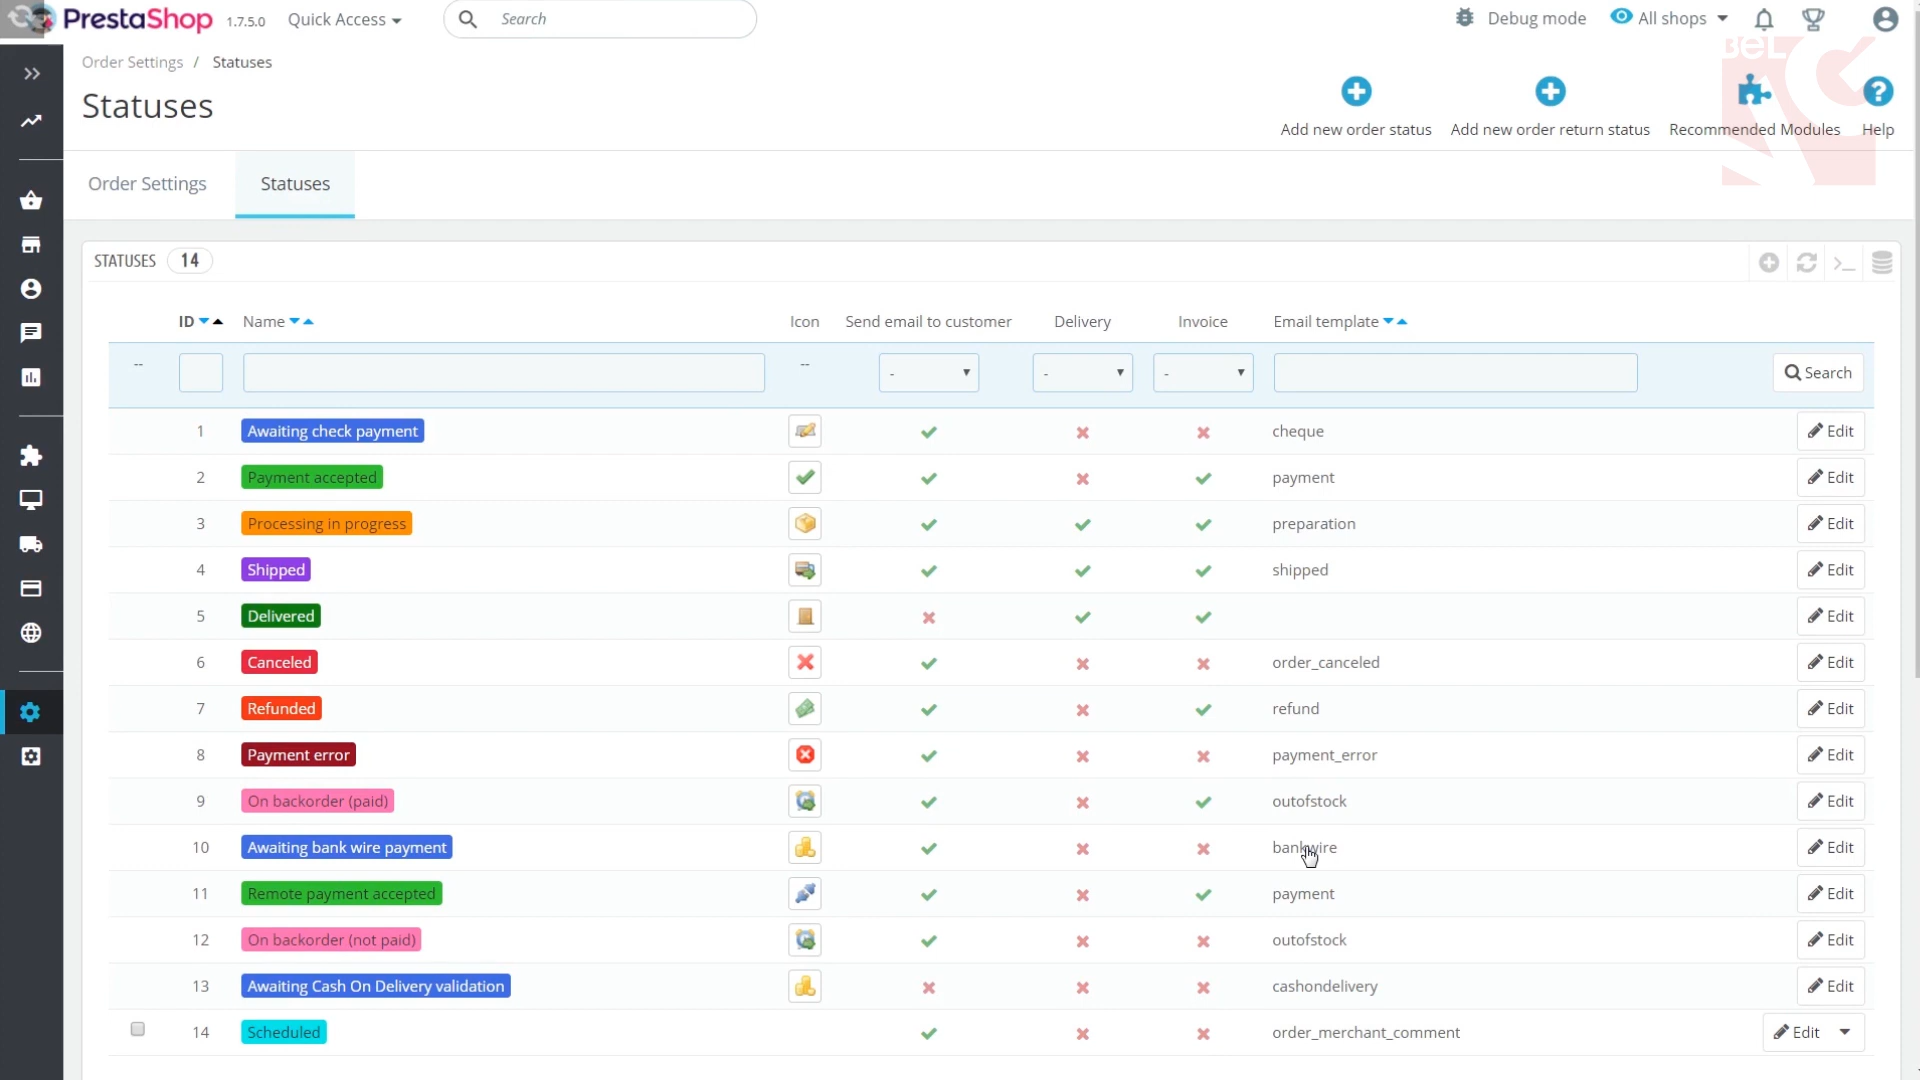 PrestaShop 1.7.5.0 Quick Access Search Debug mode All shops
BeL
Order Settings / Statuses
Statuses
Add new order status Add new order return status Recommended Modules Help
Order Settings Statuses
STATUSES 14
ID Name Icon Send email to customer Delivery Invoice Email template
-- -- - - - Search
1 Awaiting check payment cheque Edit
2 Payment accepted payment Edit
3 Processing in progress preparation Edit
4 Shipped shipped Edit
5 Delivered Edit
6 Canceled order_canceled Edit
7 Refunded refund Edit
8 Payment error payment_error Edit
9 On backorder (paid) outofstock Edit
10 Awaiting bank wire payment bankwire Edit
11 Remote payment accepted payment Edit
12 On backorder (not paid) outofstock Edit
13 Awaiting Cash On Delivery validation cashondelivery Edit
14 Scheduled order_merchant_comment Edit